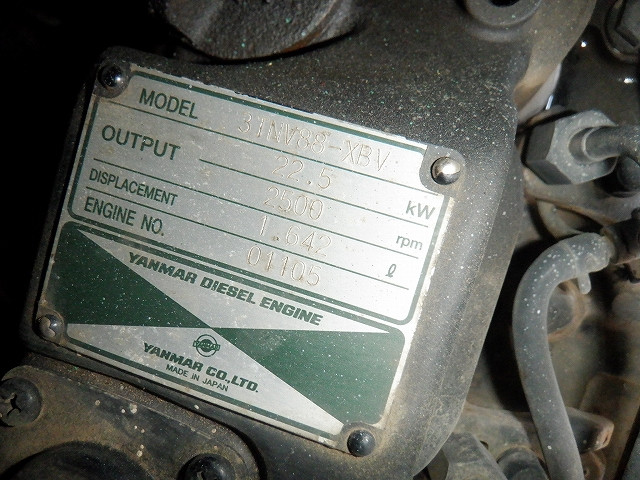 MODEL 3TNV88-XBV
OUTPUT 22.5 kW
2500 rpm
DISPLACEMENT 1.642 ℓ
ENGINE NO. 01105
YANMAR DIESEL ENGINE
YANMAR CO.,LTD.
MADE IN JAPAN